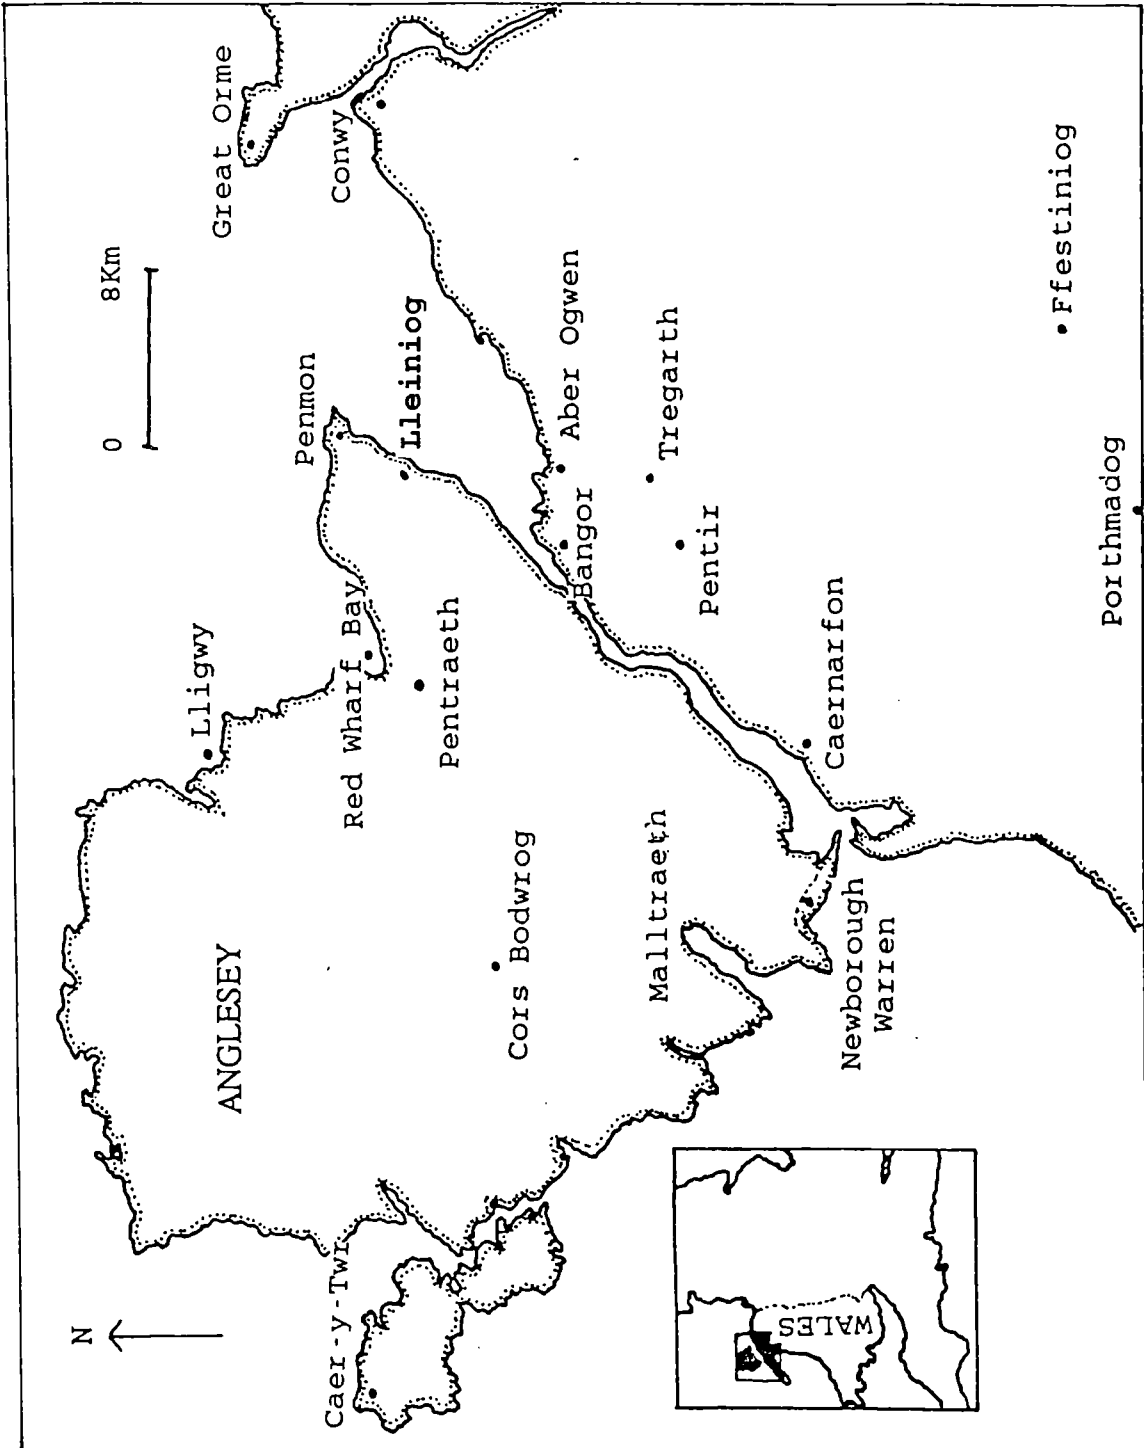 N
Great Orme
Conwy
0 8Km
Penmon
Lleiniog
Aber Ogwen
Bangor
Tregarth
Pentir
Ffestiniog
Porthmadog
Lligwy
Red Wharf Bay
Pentraeth
Caernarfon
ANGLESEY
Cors Bodwrog
Malltraeth
Newborough
Warren
Caer-y-Twr
WALES